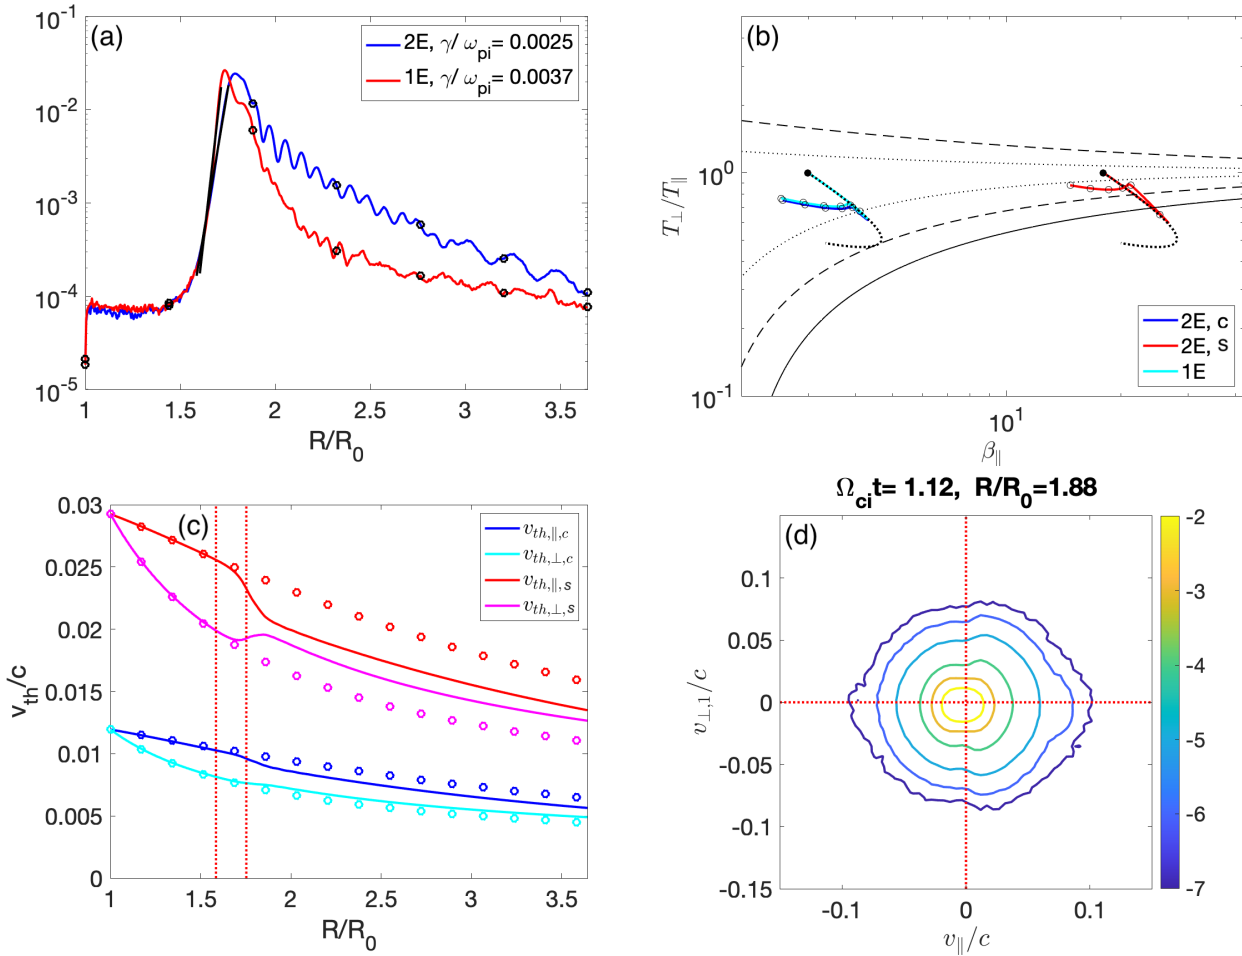 (a)
2E, γ/ ω_pi= 0.0025
1E, γ/ ω_pi= 0.0037
10^-1
10^-2
10^-3
10^-4
10^-5
1
1.5
2
2.5
3
3.5
R/R_0
(b)
T_⊥/T_∥
10^0
10^-1
10^1
β_∥
2E, c
2E, s
1E
(c)
v_th/c
0.03
0.025
0.02
0.015
0.01
0.005
0
v_th,∥,c
v_th,⊥,c
v_th,∥,s
v_th,⊥,s
1
1.5
2
2.5
3
3.5
R/R_0
Ω_ci t= 1.12, R/R_0=1.88
(d)
v_⊥,1/c
0.1
0.05
0
-0.05
-0.1
-0.15
-0.1
0
0.1
v_∥/c
-2
-3
-4
-5
-6
-7